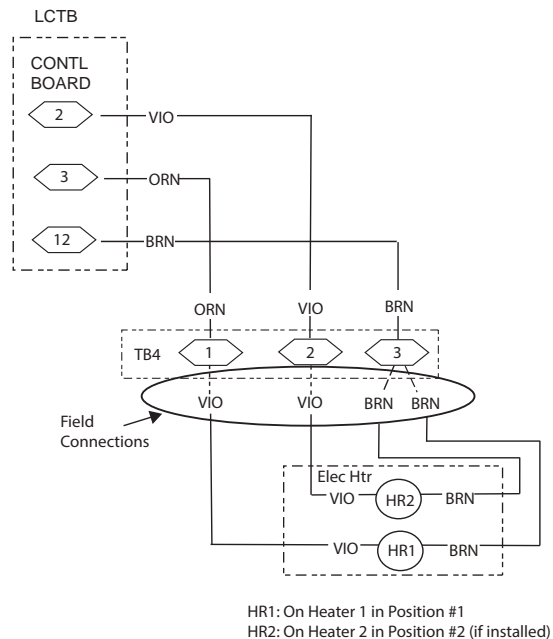 LCTB
CONTL
BOARD
2
VIO
3
ORN
12
BRN
ORN
VIO
BRN
TB4
1
2
3
VIO
VIO
BRN
BRN
Field
Connections
Elec Htr
VIO
HR2
BRN
VIO
HR1
BRN
HR1: On Heater 1 in Position #1
HR2: On Heater 2 in Position #2 (if installed)